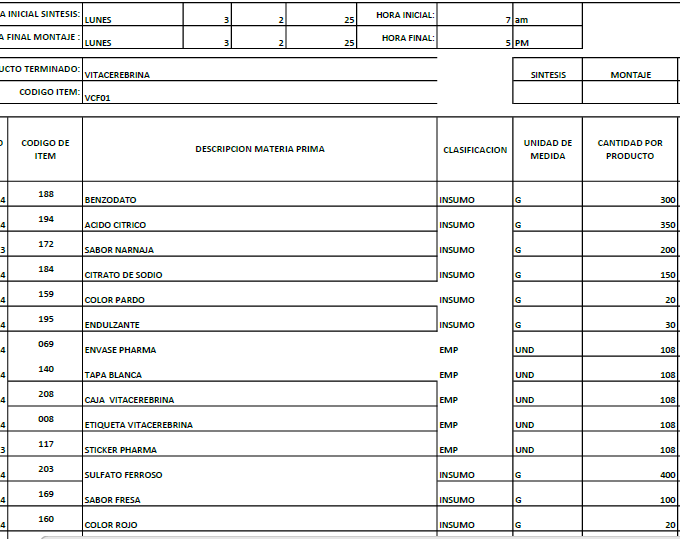 A INICIAL SINTESIS: LUNES 3 2 25 HORA INICIAL: 7 am
A FINAL MONTAJE : LUNES 3 2 25 HORA FINAL: 5 PM
UCTO TERMINADO: VITACEREBRINA SINTESIS MONTAJE
CODIGO ITEM: VCF01
O CODIGO DE ITEM DESCRIPCION MATERIA PRIMA CLASIFICACION UNIDAD DE MEDIDA CANTIDAD POR PRODUCTO
4 188 BENZODATO INSUMO G 300
4 194 ACIDO CITRICO INSUMO G 350
3 172 SABOR NARNAJA INSUMO G 200
4 184 CITRATO DE SODIO INSUMO G 150
4 159 COLOR PARDO INSUMO G 20
4 195 ENDULZANTE INSUMO G 30
4 069 ENVASE PHARMA EMP UND 108
4 140 TAPA BLANCA EMP UND 108
4 208 CAJA VITACEREBRINA EMP UND 108
4 008 ETIQUETA VITACEREBRINA EMP UND 108
3 117 STICKER PHARMA EMP UND 108
4 203 SULFATO FERROSO INSUMO G 400
4 169 SABOR FRESA INSUMO G 100
4 160 COLOR ROJO INSUMO G 20